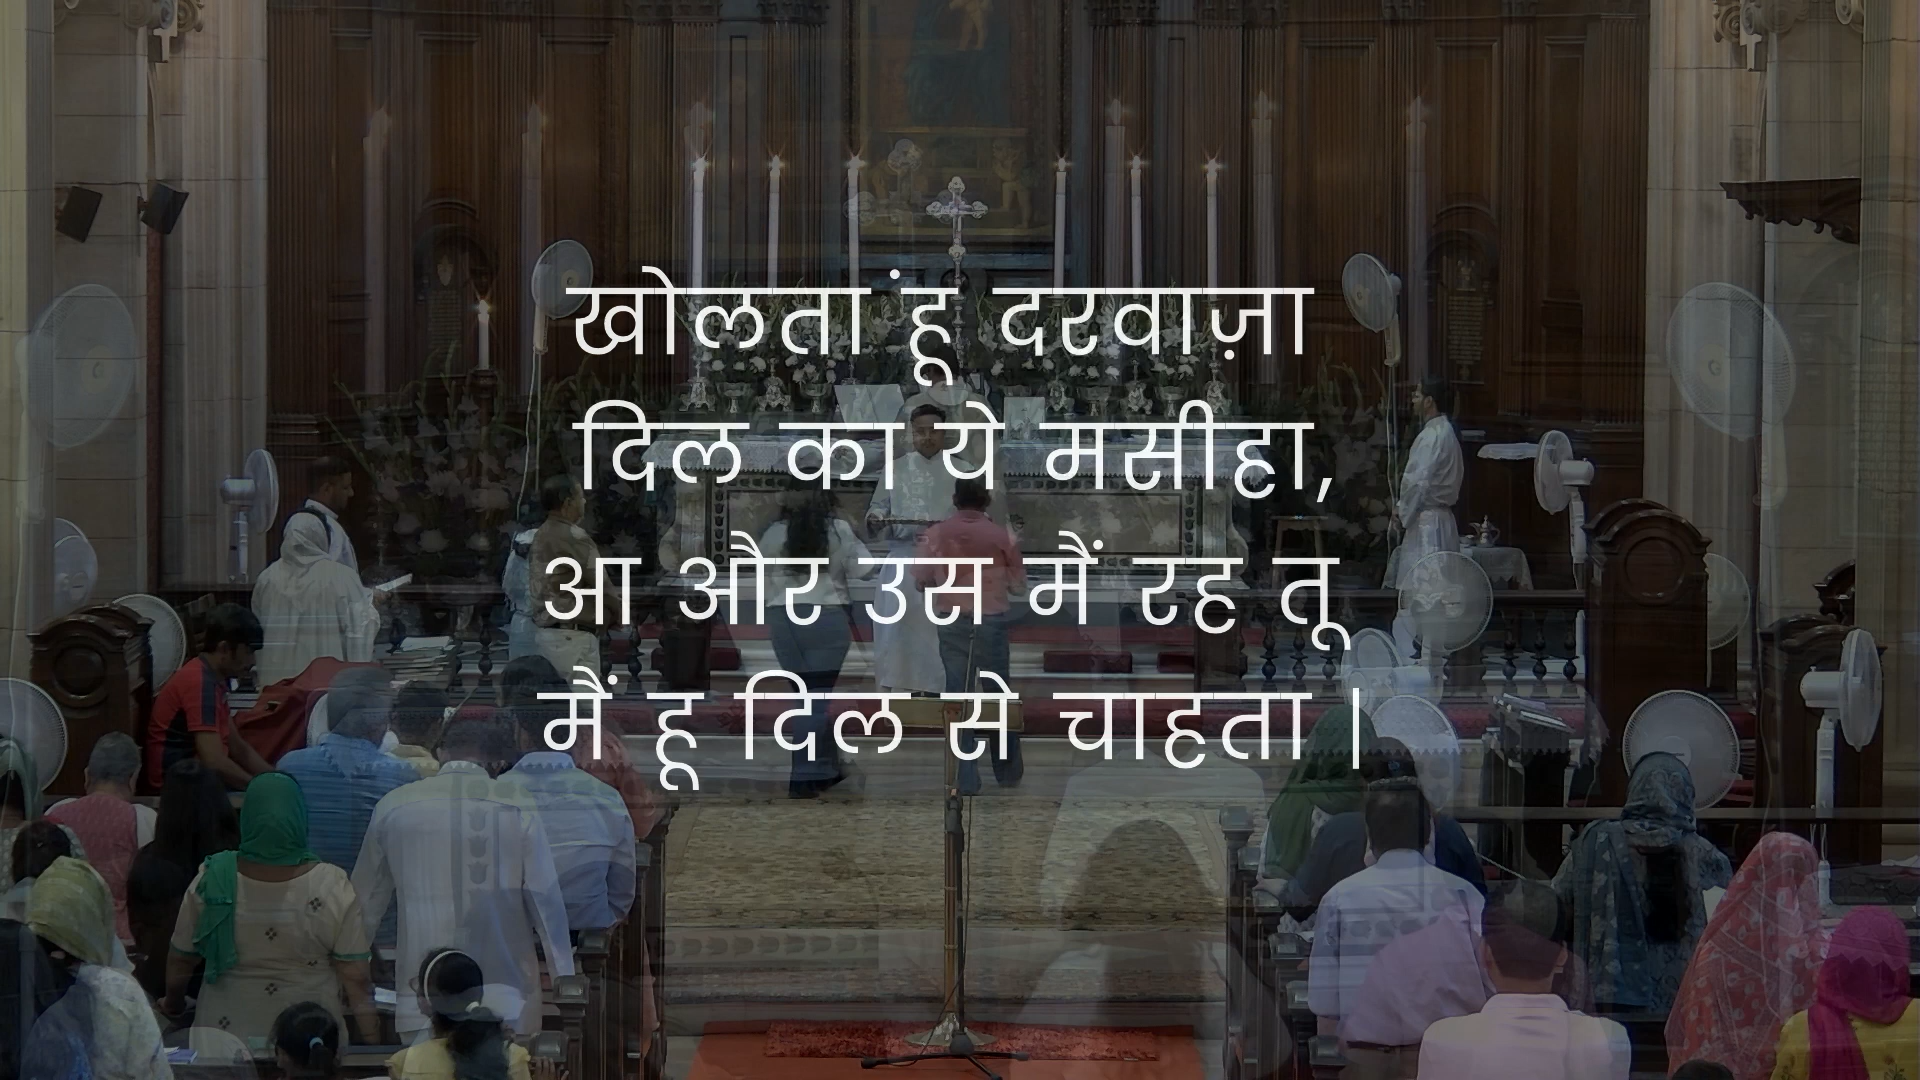 खोलता हूं दरवाज़ा
दिल का ये मसीहा,
आ और उस मैं रह तू
मैं हू दिल से चाहता |